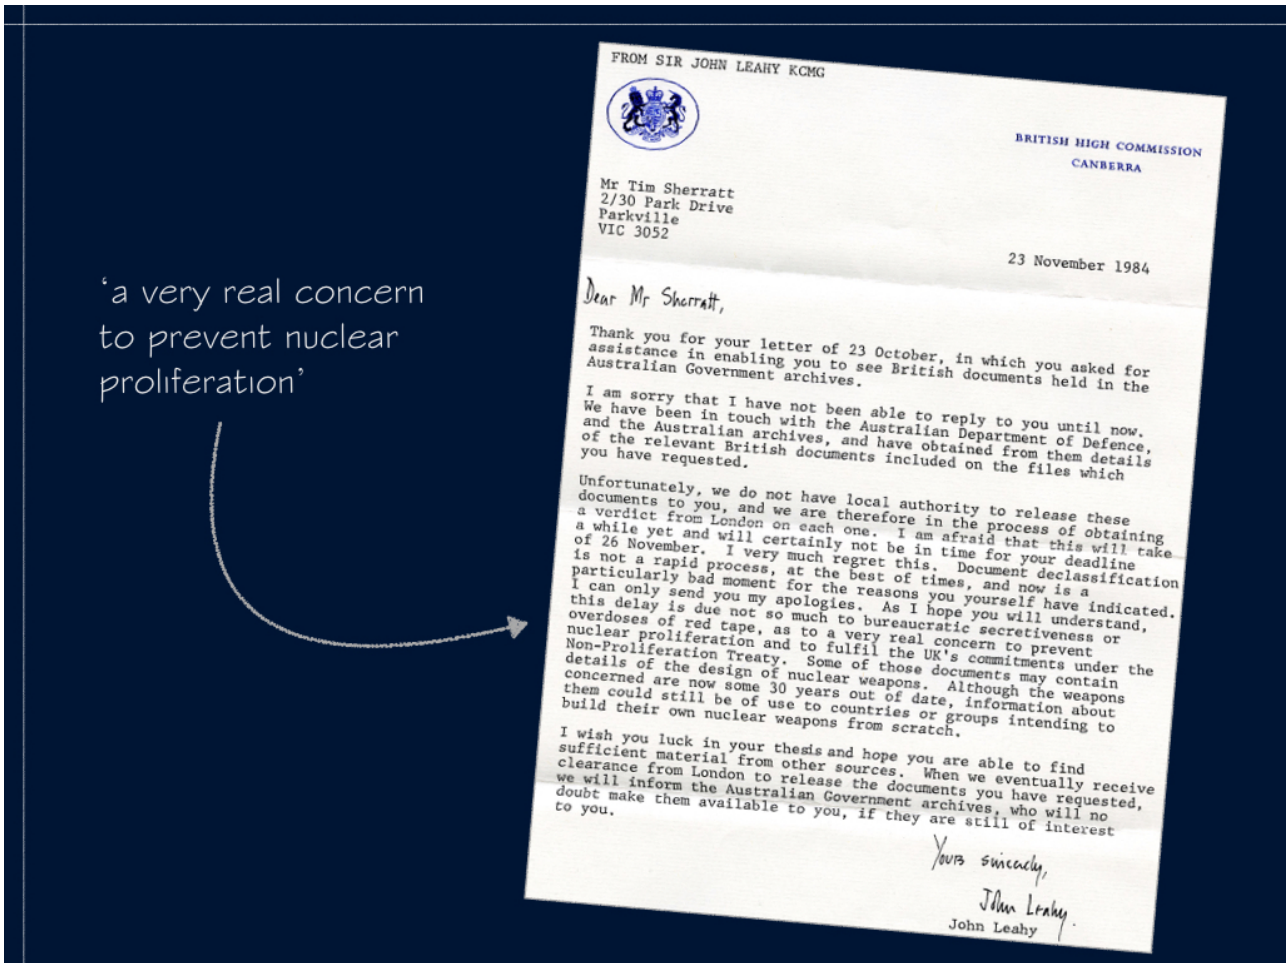 'a very real concern
to prevent nuclear
proliferation'
FROM SIR JOHN LEAHY KCMG
BRITISH HIGH COMMISSION
CANBERRA
Mr Tim Sherratt
2/30 Park Drive
Parkville
VIC 3052
23 November 1984
Dear Mr Sherratt,
Thank you for your letter of 23 October, in which you asked for
assistance in enabling you to see British documents held in the
Australian Government archives.
I am sorry that I have not been able to reply to you until now.
We have been in touch with the Australian Department of Defence,
and the Australian archives, and have obtained from them details
of the relevant British documents included on the files which
you have requested.
Unfortunately, we do not have local authority to release these
documents to you, and we are therefore in the process of obtaining
a verdict from London on each one. I am afraid that this will take
a while yet and will certainly not be in time for your deadline
of 26 November. I very much regret this. Document declassification
is not a rapid process, at the best of times, and now is a
particularly bad moment for the reasons you yourself have indicated.
I can only send you my apologies. As I hope you will understand,
this delay is due not so much to bureaucratic secretiveness or
overdoses of red tape, as to a very real concern to prevent
nuclear proliferation and to fulfil the UK's commitments under the
Non-Proliferation Treaty. Some of those documents may contain
details of the design of nuclear weapons. Although the weapons
concerned are now some 30 years out of date, information about
them could still be of use to countries or groups intending to
build their own nuclear weapons from scratch.
I wish you luck in your thesis and hope you are able to find
sufficient material from other sources. When we eventually receive
clearance from London to release the documents you have requested,
we will inform the Australian Government archives, who will no
doubt make them available to you, if they are still of interest
to you.
Yours sincerely,
John Leahy.
John Leahy